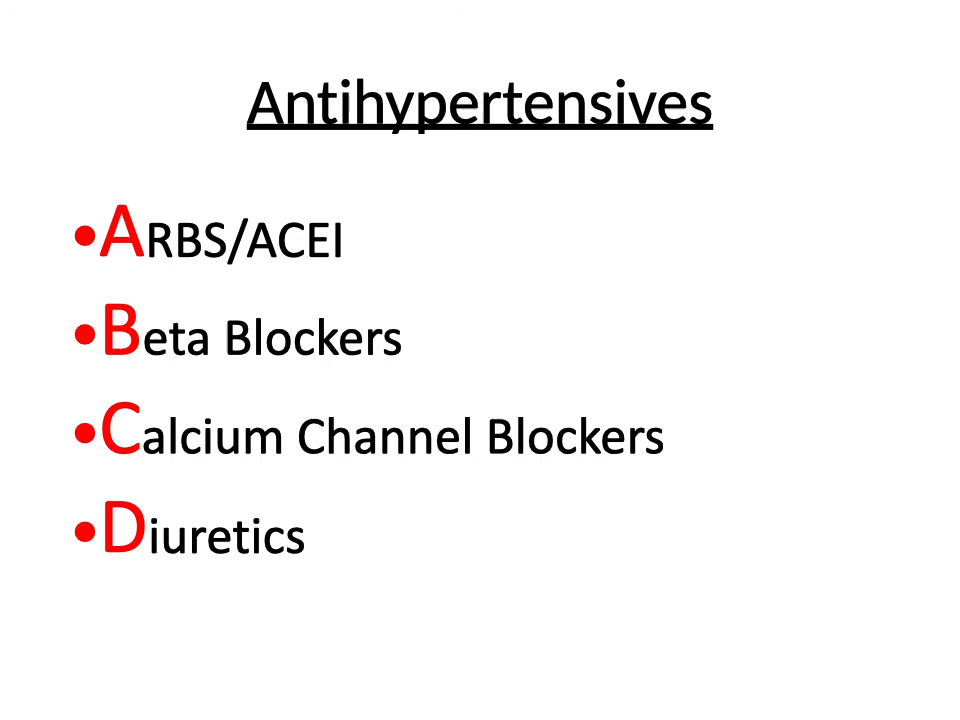 Antihypertensives
•ARBS/ACEI
•Beta Blockers
•Calcium Channel Blockers
•Diuretics